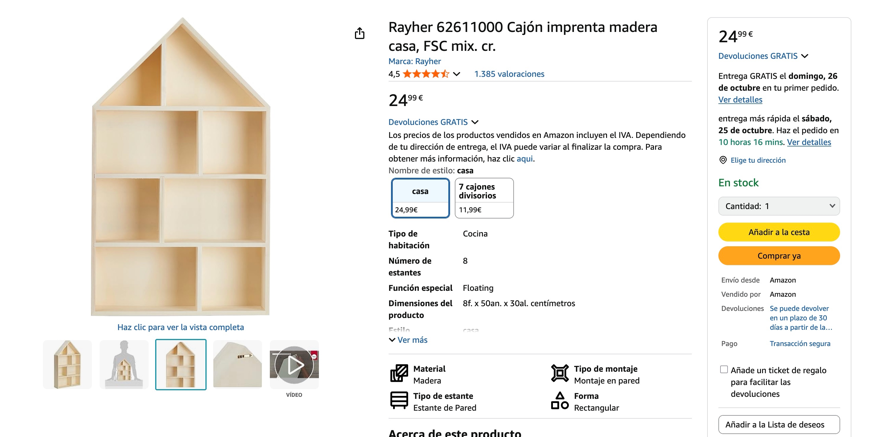 Rayher 62611000 Cajón imprenta madera
casa, FSC mix. cr.
Marca: Rayher
4,5
1.385 valoraciones
24,99€
Devoluciones GRATIS
Los precios de los productos vendidos en Amazon incluyen el IVA. Dependiendo
de tu dirección de entrega, el IVA puede variar al finalizar la compra. Para
obtener más información, haz clic aquí.
Nombre de estilo: casa
casa
24,99€
7 cajones
divisorios
11,99€
Tipo de
habitación
Cocina
Número de
estantes
8
Función especial
Floating
Dimensiones del
producto
8f. x 50an. x 30al. centímetros
Estilo
casa
Ver más
Material
Madera
Tipo de montaje
Montaje en pared
Tipo de estante
Estante de Pared
Forma
Rectangular
Acerca de este producto
Haz clic para ver la vista completa
VÍDEO
24,99€
Devoluciones GRATIS
Entrega GRATIS el domingo, 26
de octubre en tu primer pedido.
Ver detalles
entrega más rápida el sábado,
25 de octubre. Haz el pedido en
10 horas 16 mins. Ver detalles
Elige tu dirección
En stock
Cantidad: 1
Añadir a la cesta
Comprar ya
Envío desde Amazon
Vendido por Amazon
Devoluciones Se puede devolver
en un plazo de 30
días a partir de la...
Pago Transacción segura
Añade un ticket de regalo
para facilitar las
devoluciones
Añadir a la Lista de deseos